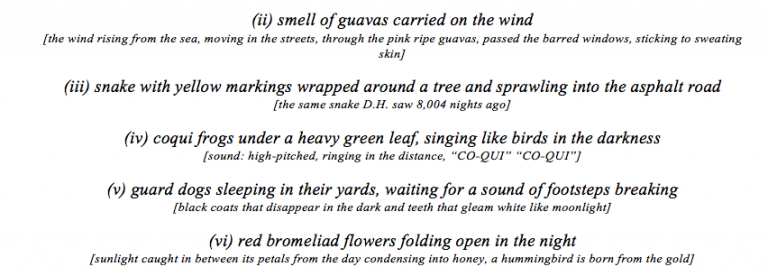 (ii) smell of guavas carried on the wind
[the wind rising from the sea, moving in the streets, through the pink ripe guavas, passed the barred windows, sticking to sweating
skin]
(iii) snake with yellow markings wrapped around a tree and sprawling into the asphalt road
[the same snake D.H. saw 8,004 nights ago]
(iv) coqui frogs under a heavy green leaf, singing like birds in the darkness
[sound: high-pitched, ringing in the distance, “CO-QUI” “CO-QUI”]
(v) guard dogs sleeping in their yards, waiting for a sound of footsteps breaking
[black coats that disappear in the dark and teeth that gleam white like moonlight]
(vi) red bromeliad flowers folding open in the night
[sunlight caught in between its petals from the day condensing into honey, a hummingbird is born from the gold]